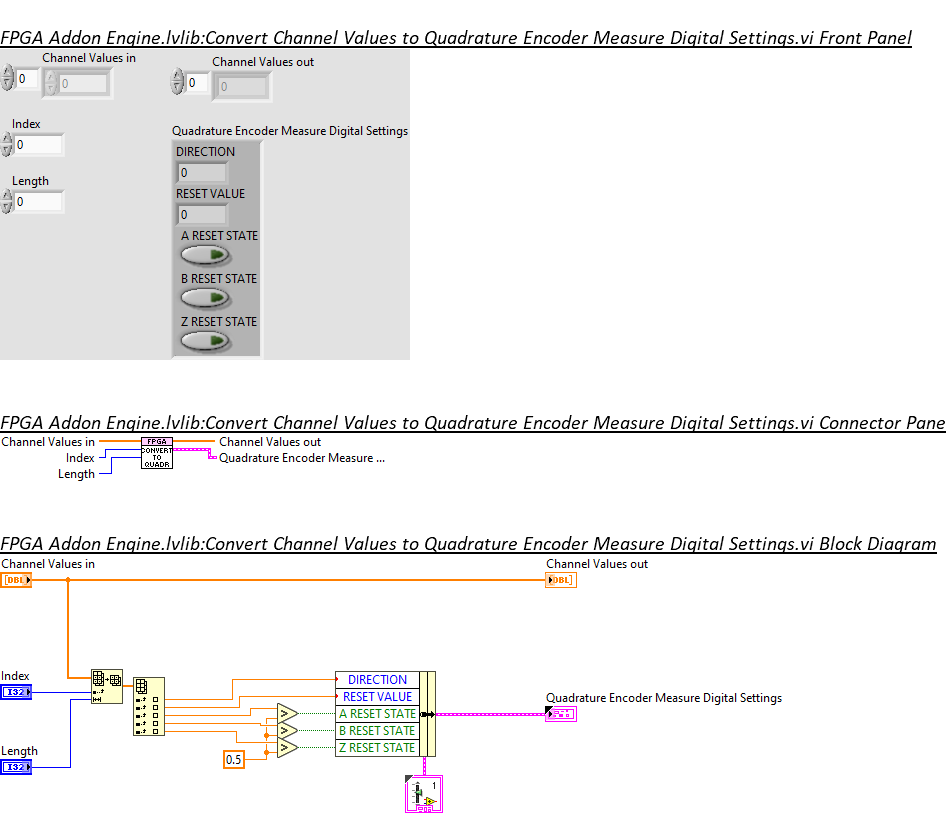 FPGA Addon Engine.lvlib:Convert Channel Values to Quadrature Encoder Measure Digital Settings.vi Front Panel
Channel Values in
Channel Values out
0
0
0
0
Index
0
Quadrature Encoder Measure Digital Settings
DIRECTION
0
Length
0
RESET VALUE
0
A RESET STATE
B RESET STATE
Z RESET STATE
FPGA Addon Engine.lvlib:Convert Channel Values to Quadrature Encoder Measure Digital Settings.vi Connector Pane
Channel Values in
FPGA
Channel Values out
Index
CONVERT
TO
QUADR
Quadrature Encoder Measure ...
Length
FPGA Addon Engine.lvlib:Convert Channel Values to Quadrature Encoder Measure Digital Settings.vi Block Diagram
Channel Values in
Channel Values out
[DBL]
[DBL]
Index
I32
DIRECTION
RESET VALUE
A RESET STATE
B RESET STATE
Z RESET STATE
Quadrature Encoder Measure Digital Settings
>
>
>
Length
I32
0.5
1